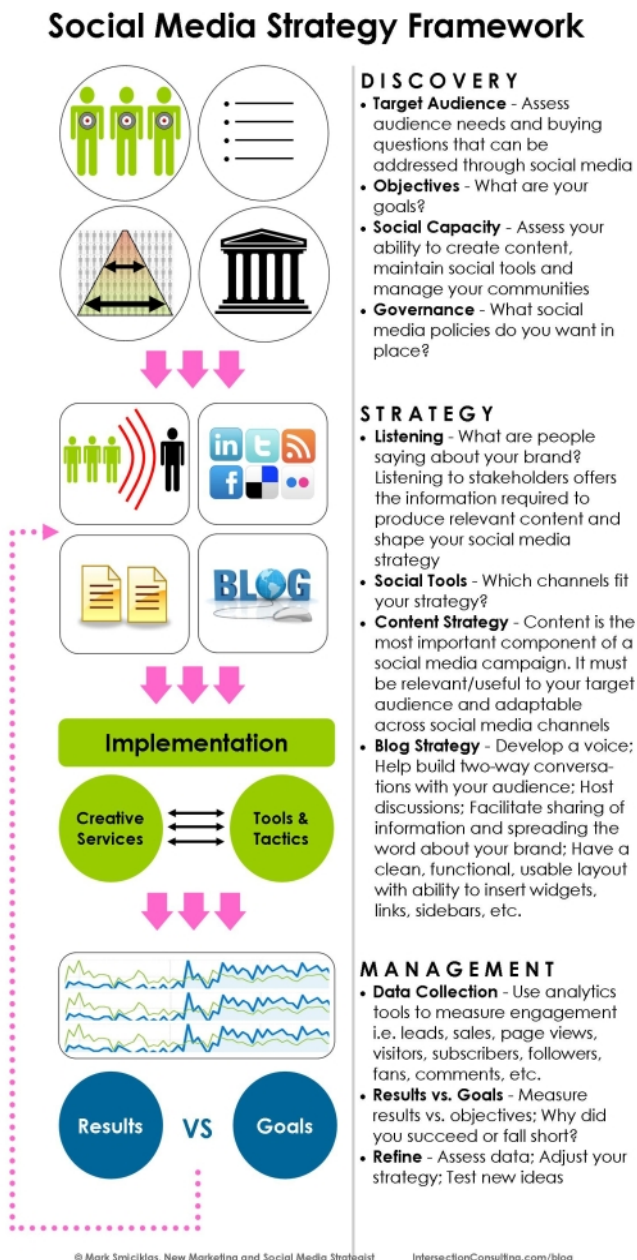 Social Media Strategy Framework
DISCOVERY
• Target Audience - Assess
audience needs and buying
questions that can be
addressed through social media
• Objectives - What are your
goals?
• Social Capacity - Assess your
ability to create content,
maintain social tools and
manage your communities
• Governance - What social
media policies do you want in
place?
in
t
f
BLOG
STRATEGY
• Listening - What are people
saying about your brand?
Listening to stakeholders offers
the information required to
produce relevant content and
shape your social media
strategy
• Social Tools - Which channels fit
your strategy?
• Content Strategy - Content is the
most important component of a
social media campaign. It must
be relevant/useful to your target
audience and adaptable
across social media channels
• Blog Strategy - Develop a voice;
Help build two-way conversa-
tions with your audience; Host
discussions; Facilitate sharing of
information and spreading the
word about your brand; Have a
clean, functional, usable layout
with ability to insert widgets,
links, sidebars, etc.
Implementation
Creative
Services
Tools &
Tactics
MANAGEMENT
• Data Collection - Use analytics
tools to measure engagement
i.e. leads, sales, page views,
visitors, subscribers, followers,
fans, comments, etc.
• Results vs. Goals - Measure
results vs. objectives; Why did
you succeed or fall short?
• Refine - Assess data; Adjust your
strategy; Test new ideas
Results
VS
Goals
© Mark Smiciklas, New Marketing and Social Media Strategist
IntersectionConsulting.com/blog